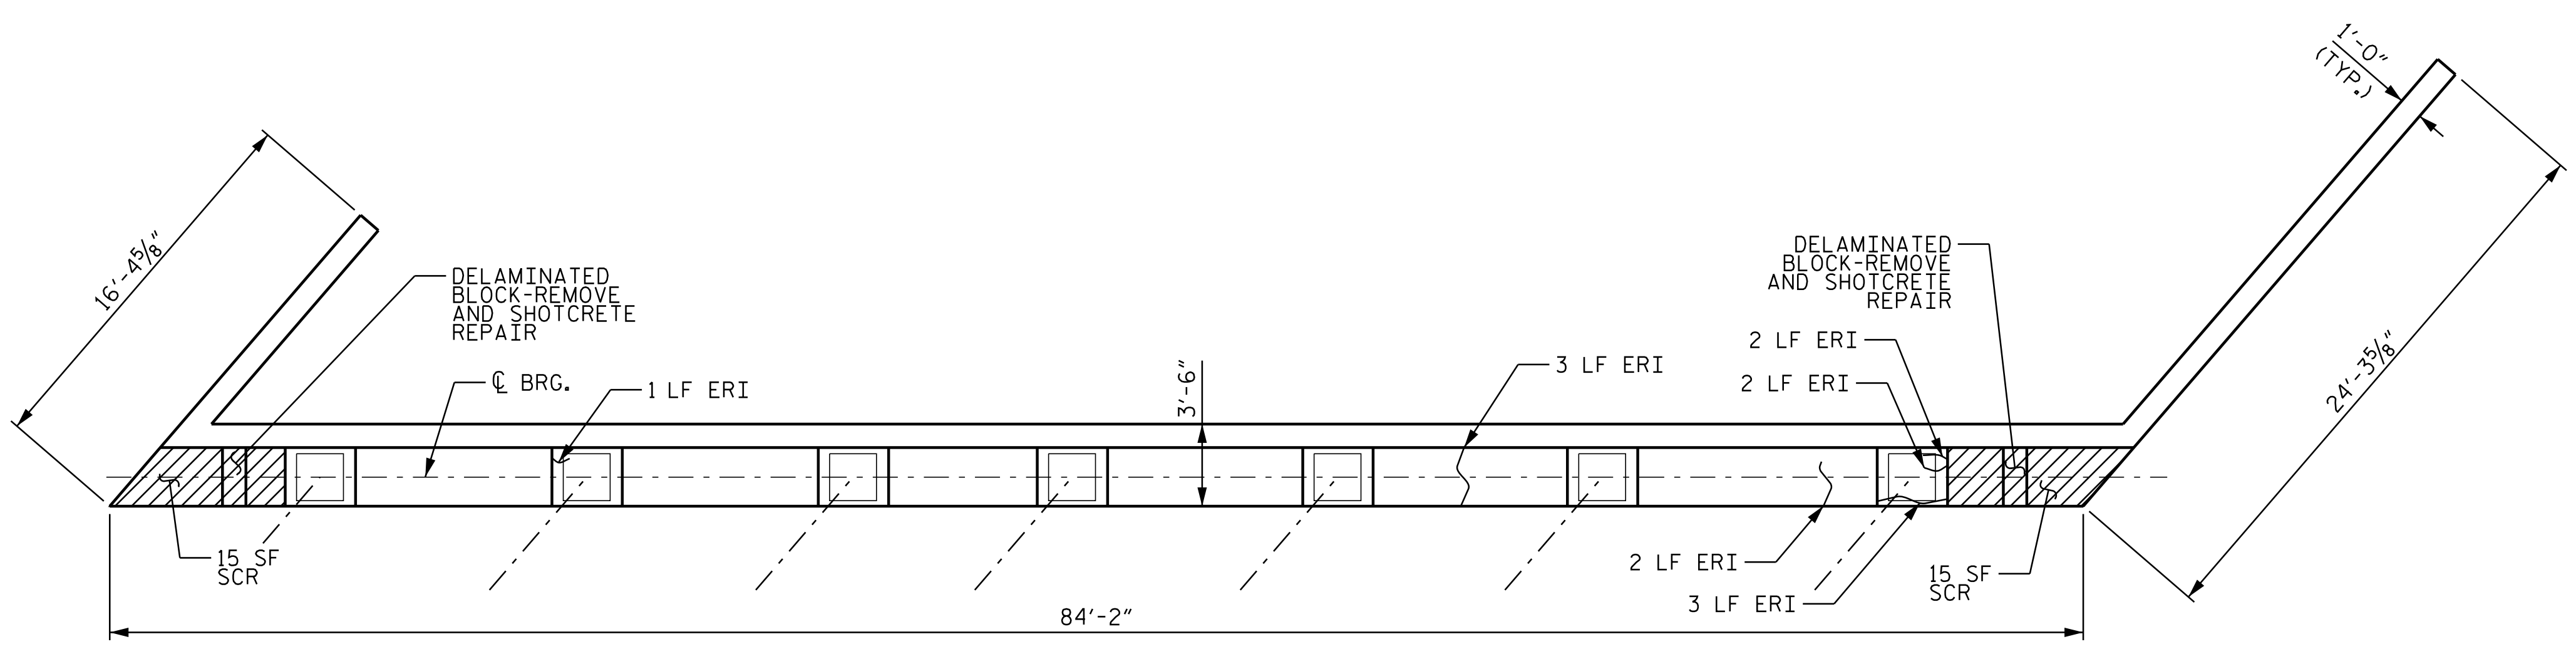 1'-0"
(TYP.)
16'-4⅝"
DELAMINATED
BLOCK-REMOVE
AND SHOTCRETE
REPAIR
℄ BRG.
1 LF ERI
3'-6"
3 LF ERI
DELAMINATED
BLOCK-REMOVE
AND SHOTCRETE
REPAIR
2 LF ERI
2 LF ERI
24'-3⅝"
15 SF
SCR
2 LF ERI
3 LF ERI
15 SF
SCR
84'-2"